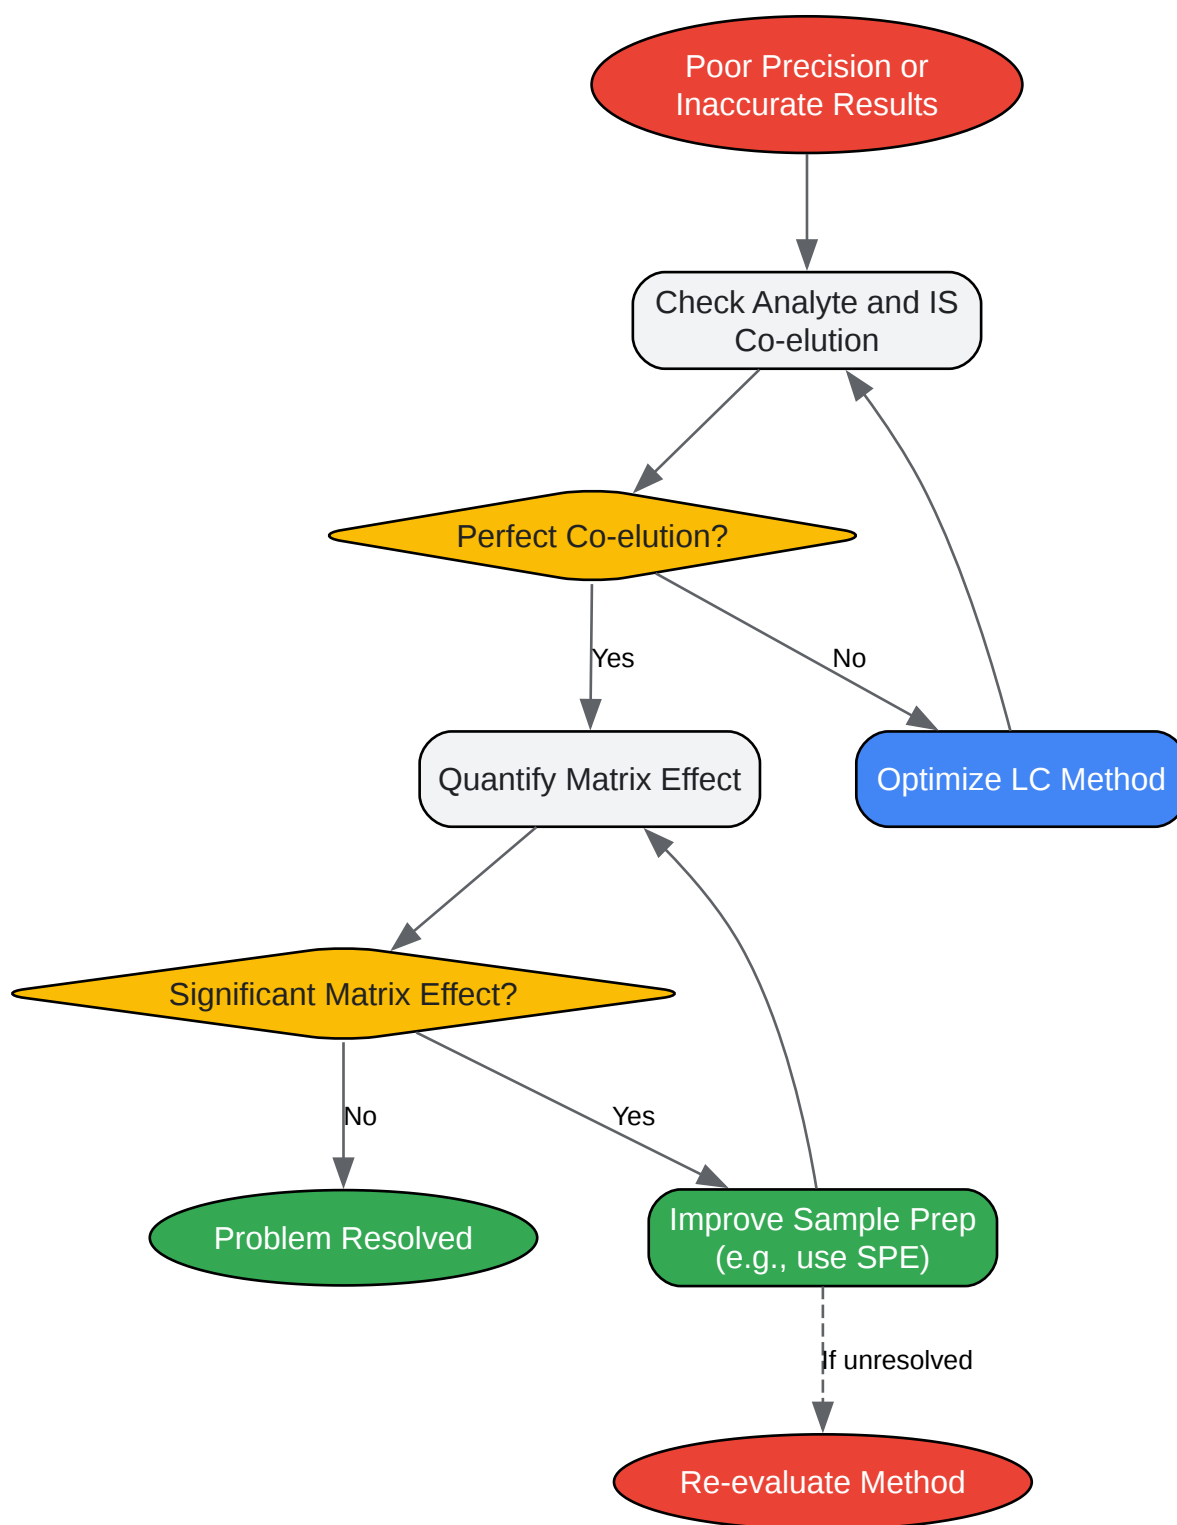 Poor Precision or
Inaccurate Results
Check Analyte and IS
Co-elution
Perfect Co-elution?
Yes
No
Quantify Matrix Effect
Optimize LC Method
Significant Matrix Effect?
No
Yes
Problem Resolved
Improve Sample Prep
(e.g., use SPE)
If unresolved
Re-evaluate Method